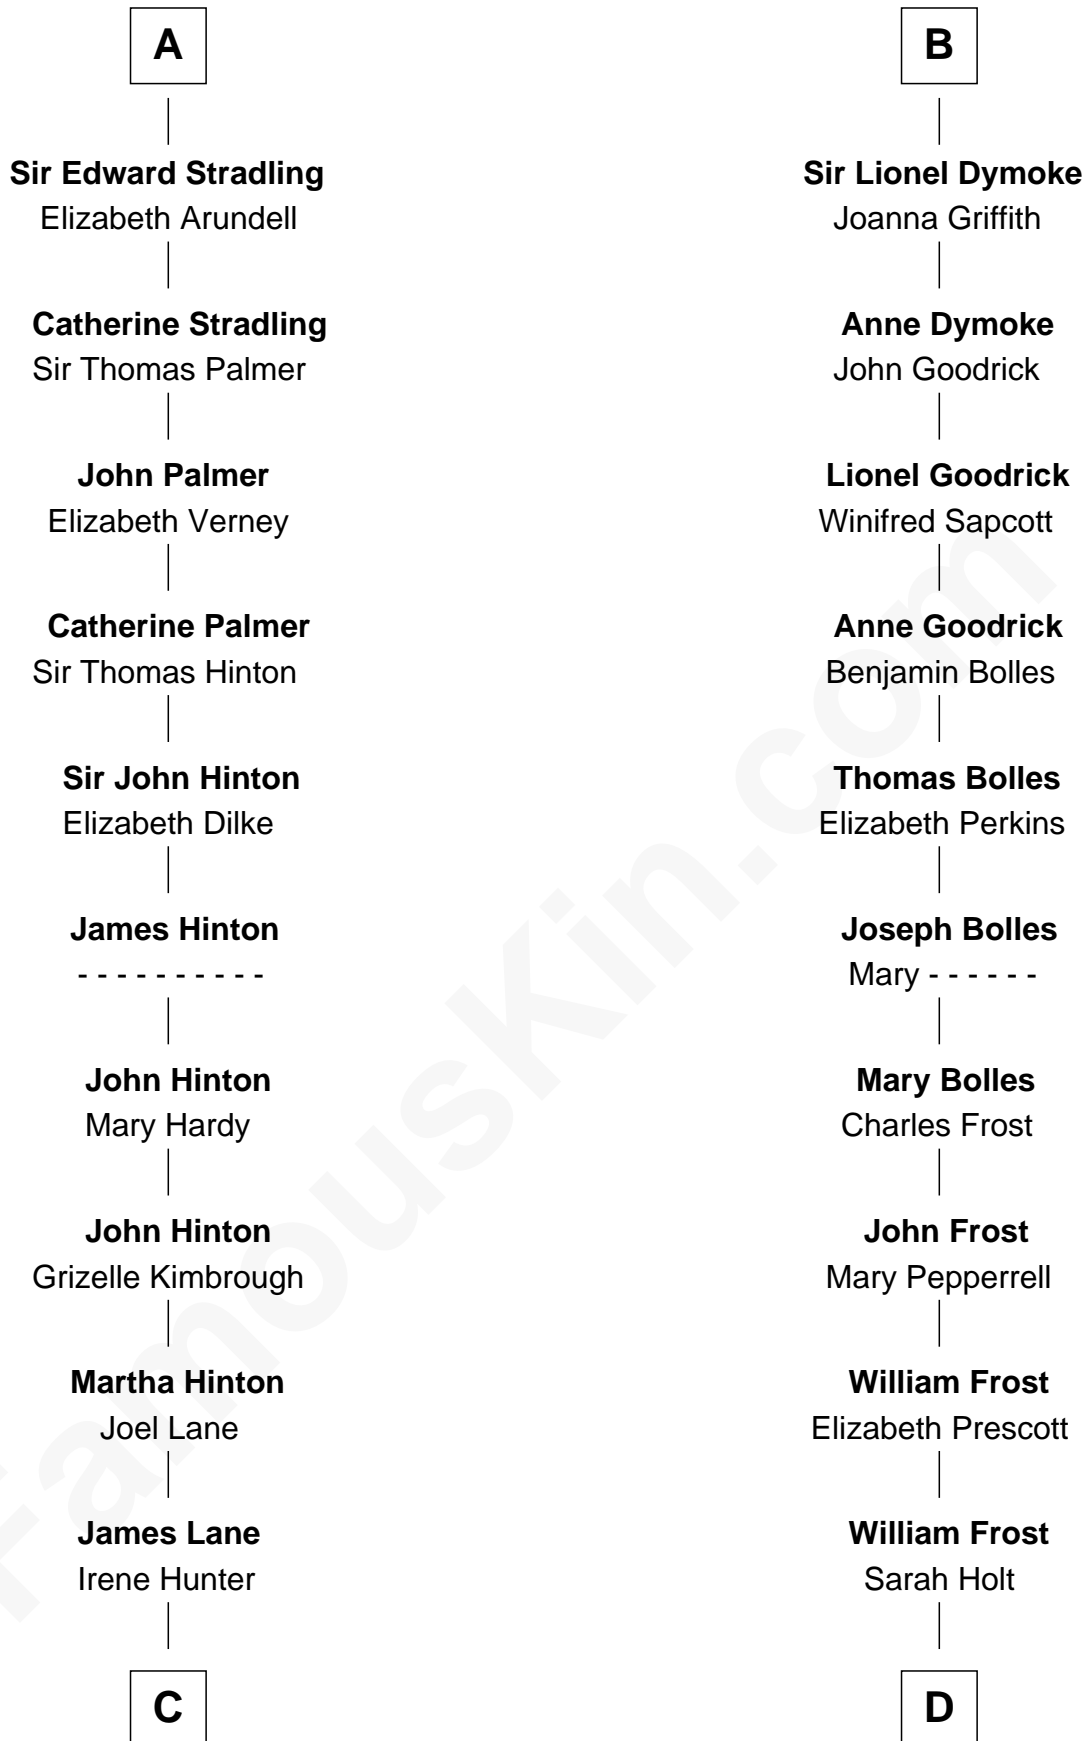 A
Sir Edward Stradling
Elizabeth Arundell
Catherine Stradling
Sir Thomas Palmer
John Palmer
Elizabeth Verney
Catherine Palmer
Sir Thomas Hinton
Sir John Hinton
Elizabeth Dilke
James Hinton
- - - - - - - - - -
John Hinton
Mary Hardy
John Hinton
Grizelle Kimbrough
Martha Hinton
Joel Lane
James Lane
Irene Hunter
C
B
Sir Lionel Dymoke
Joanna Griffith
Anne Dymoke
John Goodrick
Lionel Goodrick
Winifred Sapcott
Anne Goodrick
Benjamin Bolles
Thomas Bolles
Elizabeth Perkins
Joseph Bolles
Mary - - - - - -
Mary Bolles
Charles Frost
John Frost
Mary Pepperrell
William Frost
Elizabeth Prescott
William Frost
Sarah Holt
D
FamousKin.com